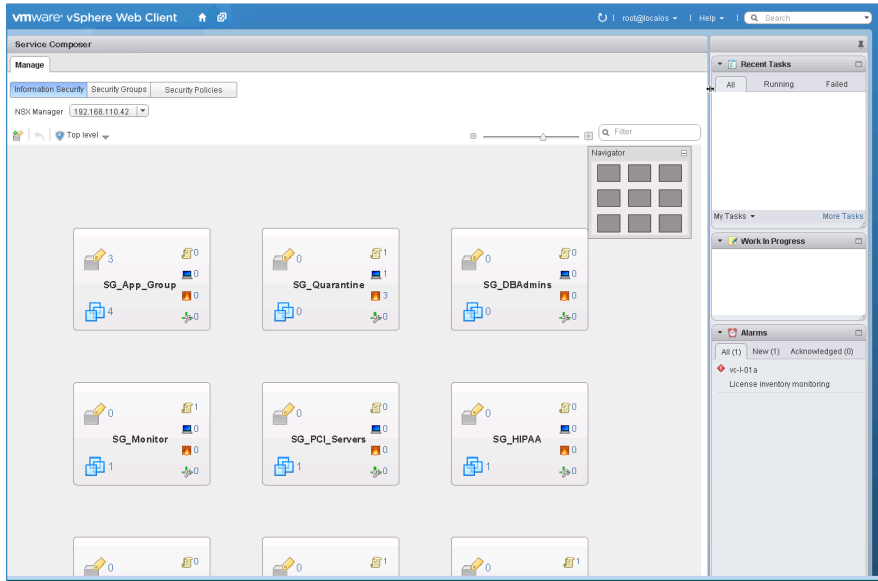 vmware® vSphere Web Client
root@localos
Help
Search
Service Composer
Manage
Information Security
Security Groups
Security Policies
NSX Manager
192.168.110.42
Top level
Filter
Navigator
3
0
0
SG_App_Group
0
4
0
0
1
1
SG_Quarantine
3
0
0
0
0
0
SG_DBAdmins
0
0
0
0
1
0
SG_Monitor
0
1
0
0
0
0
SG_PCI_Servers
0
1
0
0
0
0
SG_HIPAA
0
1
0
0
0
0
1
0
1
Recent Tasks
All
Running
Failed
My Tasks
More Tasks
Work In Progress
Alarms
All (1)
New (1)
Acknowledged (0)
vc-l-01a
License inventory monitoring